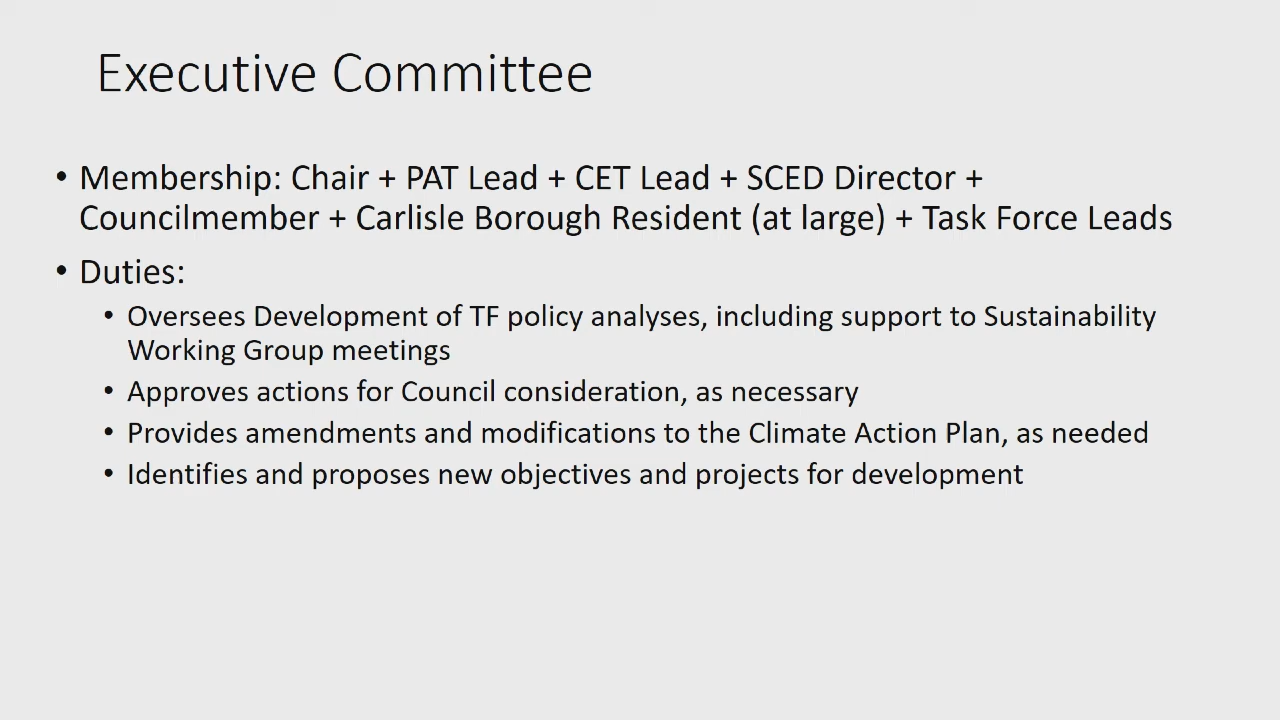 Executive Committee
• Membership: Chair + PAT Lead + CET Lead + SCED Director +
Councilmember + Carlisle Borough Resident (at large) + Task Force Leads
• Duties:
• Oversees Development of TF policy analyses, including support to Sustainability
Working Group meetings
• Approves actions for Council consideration, as necessary
• Provides amendments and modifications to the Climate Action Plan, as needed
• Identifies and proposes new objectives and projects for development